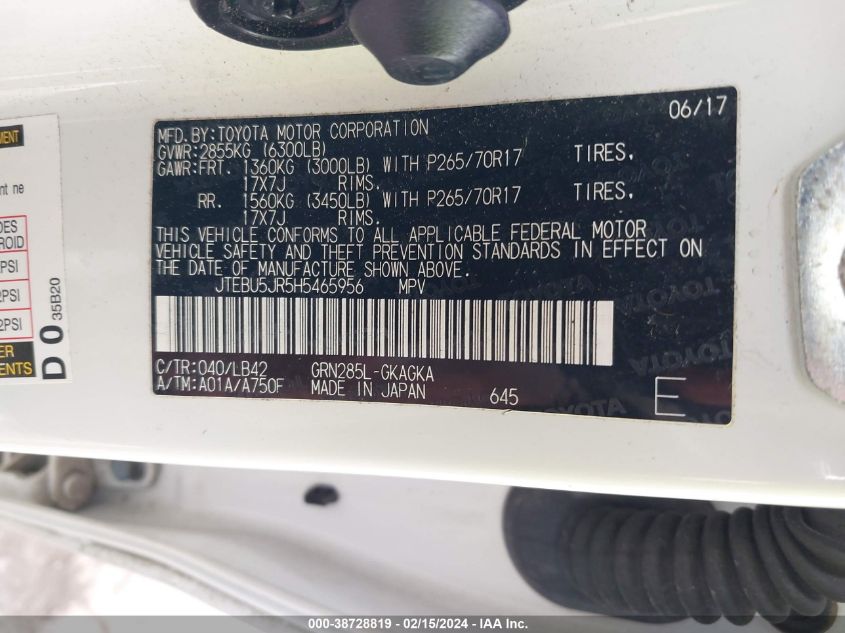 06/17
MFD.BY:TOYOTA MOTOR CORPORATION
GVWR:2855KG (6300LB)
GAWR:FRT. 1360KG (3000LB) WITH P265/70R17 TIRES.
17X7J RIMS.
RR. 1560KG (3450LB) WITH P265/70R17 TIRES.
17X7J RIMS.
THIS VEHICLE CONFORMS TO ALL APPLICABLE FEDERAL MOTOR
VEHICLE SAFETY AND THEFT PREVENTION STANDARDS IN EFFECT ON
THE DATE OF MANUFACTURE SHOWN ABOVE.
JTEBU5JR5H5465956 MPV
C/TR:040/LB42 GRN285L-GKAGKA
A/TM:A01A/A750F MADE IN JAPAN 645 E
D0 35B20
000-38728819 - 02/15/2024 - IAA Inc.